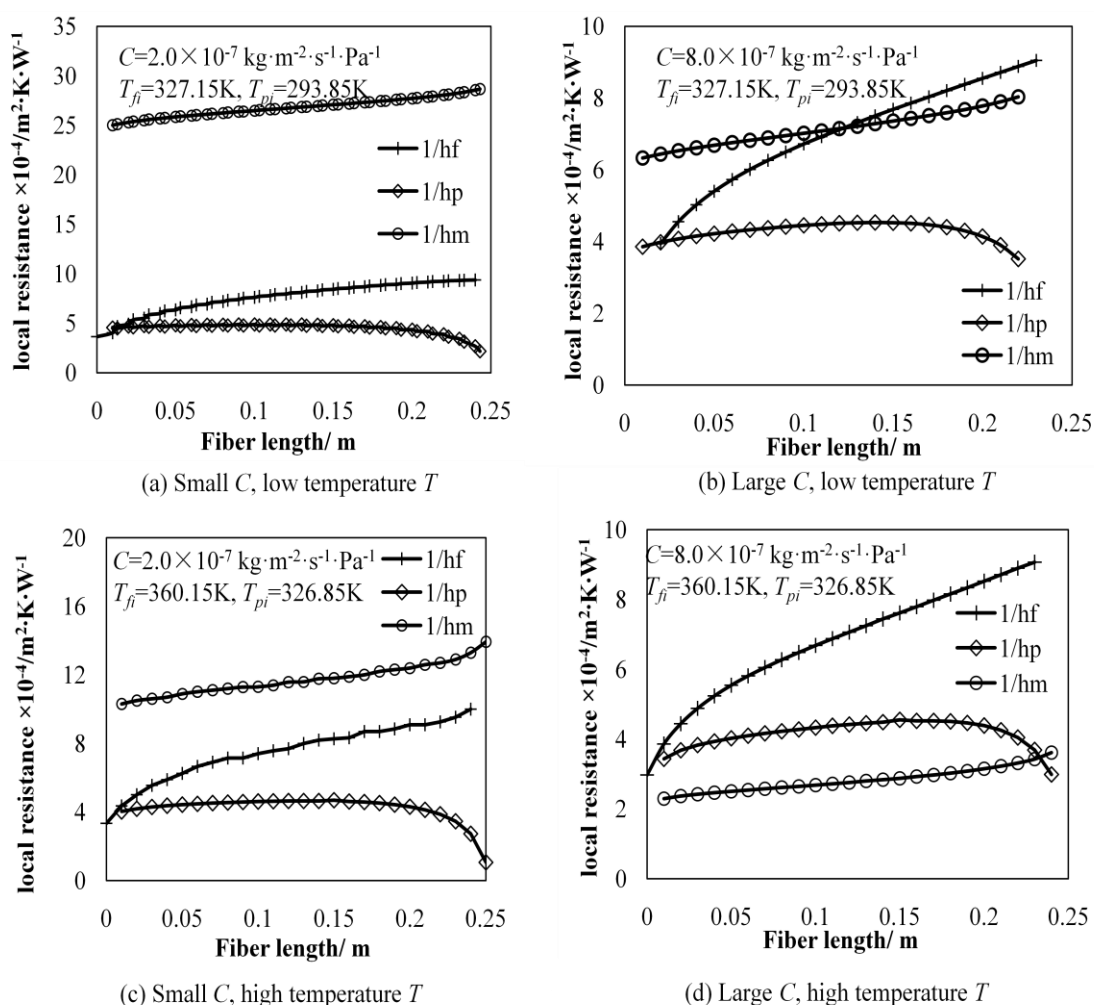 local resistance ×10⁻⁴/m²·K·W⁻¹
35
30
25
20
15
10
5
0
C=2.0×10⁻⁷ kg·m⁻²·s⁻¹·Pa⁻¹
T_fi=327.15K, T_pi=293.85K
1/hf
1/hp
1/hm
0 0.05 0.1 0.15 0.2 0.25
Fiber length/ m
(a) Small C, low temperature T
local resistance ×10⁻⁴/m²·K·W⁻¹
10
8
6
4
2
0
C=8.0×10⁻⁷ kg·m⁻²·s⁻¹·Pa⁻¹
T_fi=327.15K, T_pi=293.85K
1/hf
1/hp
1/hm
0 0.05 0.1 0.15 0.2 0.25
Fiber length/ m
(b) Large C, low temperature T
local resistance ×10⁻⁴/m²·K·W⁻¹
20
16
12
8
4
0
C=2.0×10⁻⁷ kg·m⁻²·s⁻¹·Pa⁻¹
T_fi=360.15K, T_pi=326.85K
1/hf
1/hp
1/hm
0 0.05 0.1 0.15 0.2 0.25
Fiber length/ m
(c) Small C, high temperature T
local resistance ×10⁻⁴/m²·K·W⁻¹
10
8
6
4
2
0
C=8.0×10⁻⁷ kg·m⁻²·s⁻¹·Pa⁻¹
T_fi=360.15K, T_pi=326.85K
1/hf
1/hp
1/hm
0 0.05 0.1 0.15 0.2 0.25
Fiber length/ m
(d) Large C, high temperature T